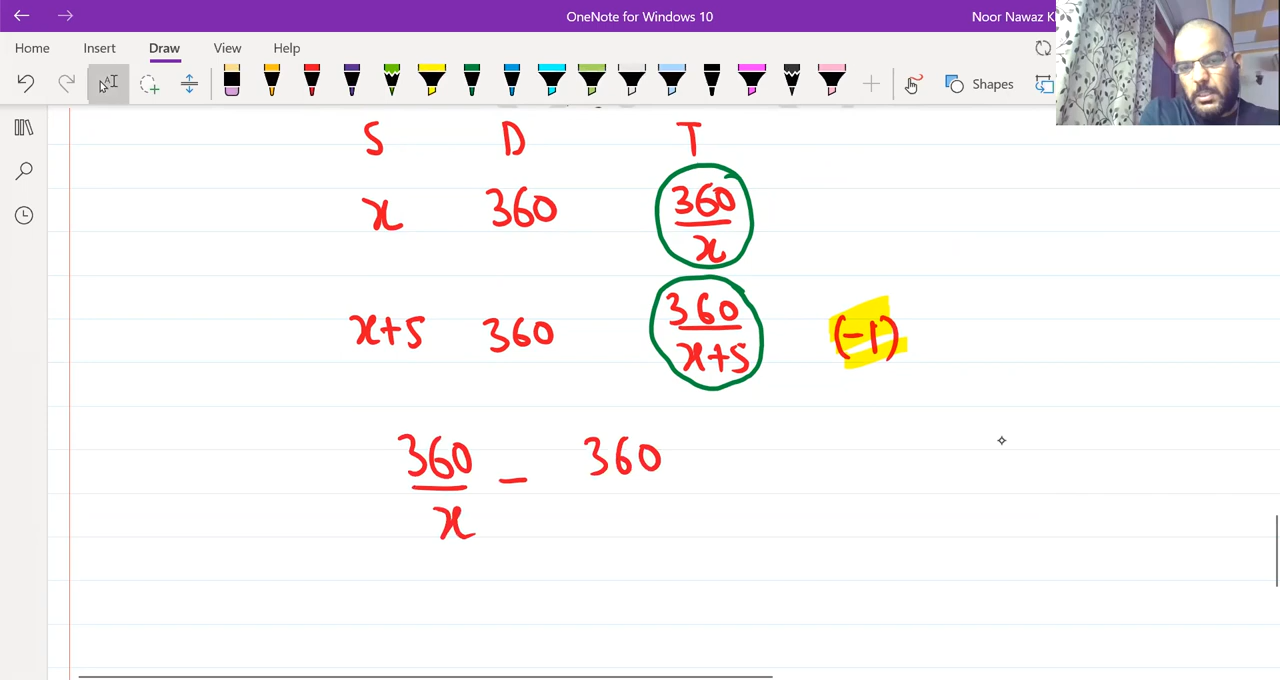 OneNote for Windows 10
Noor Nawaz K
Home Insert Draw View Help
Shapes
S D T
x 360 360/x
x+5 360 360/x+5 (-1)
360/x - 360